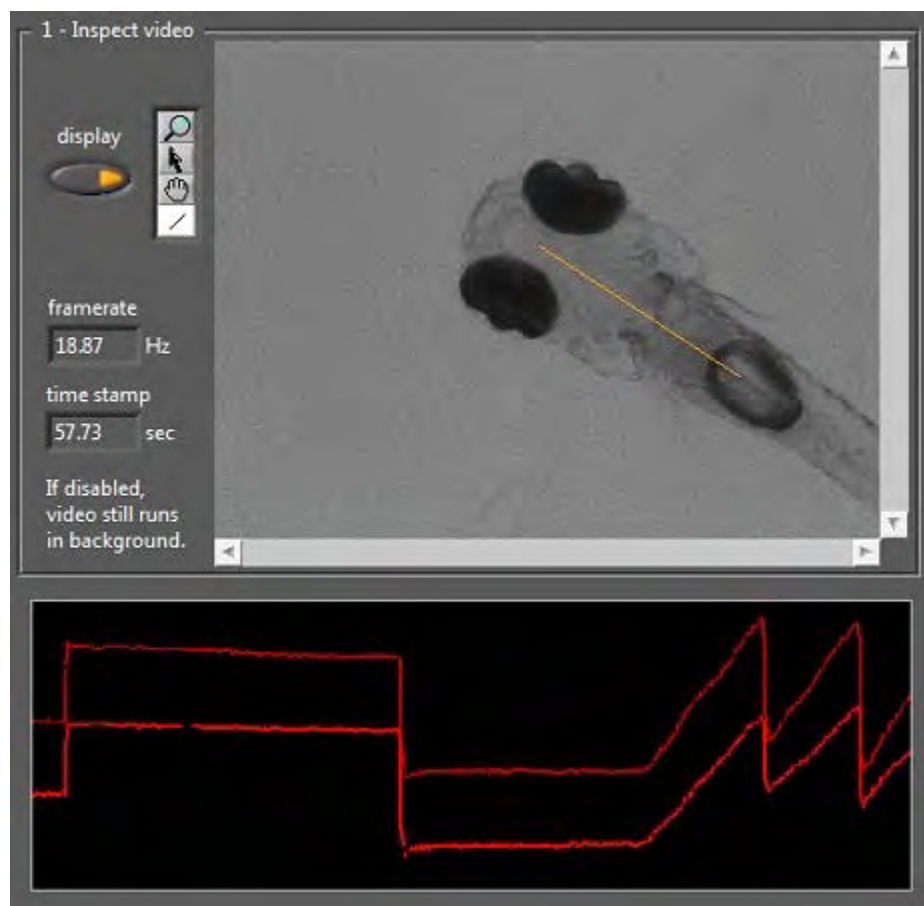 1 - Inspect video
display
framerate
18.87 Hz
time stamp
57.73 sec
If disabled,
video still runs
in background.